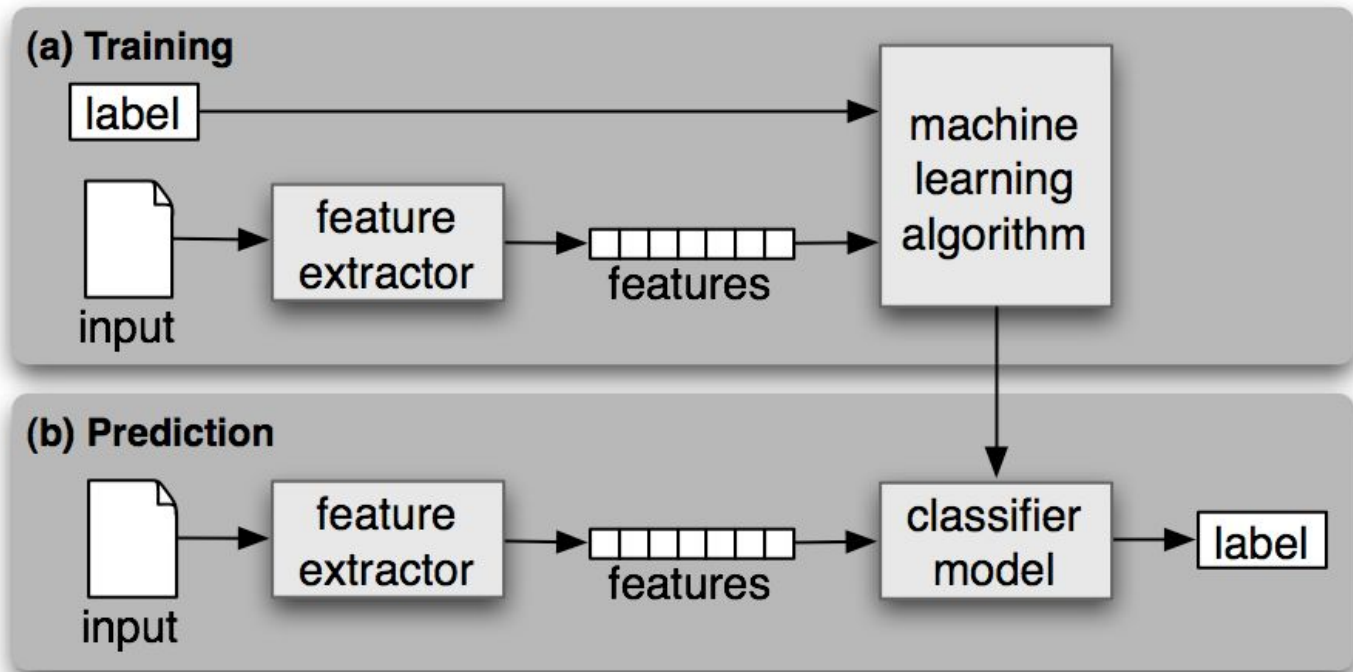 (a) Training
label
machine
learning
algorithm
feature
extractor
features
input
(b) Prediction
feature
extractor
features
input
classifier
model
label